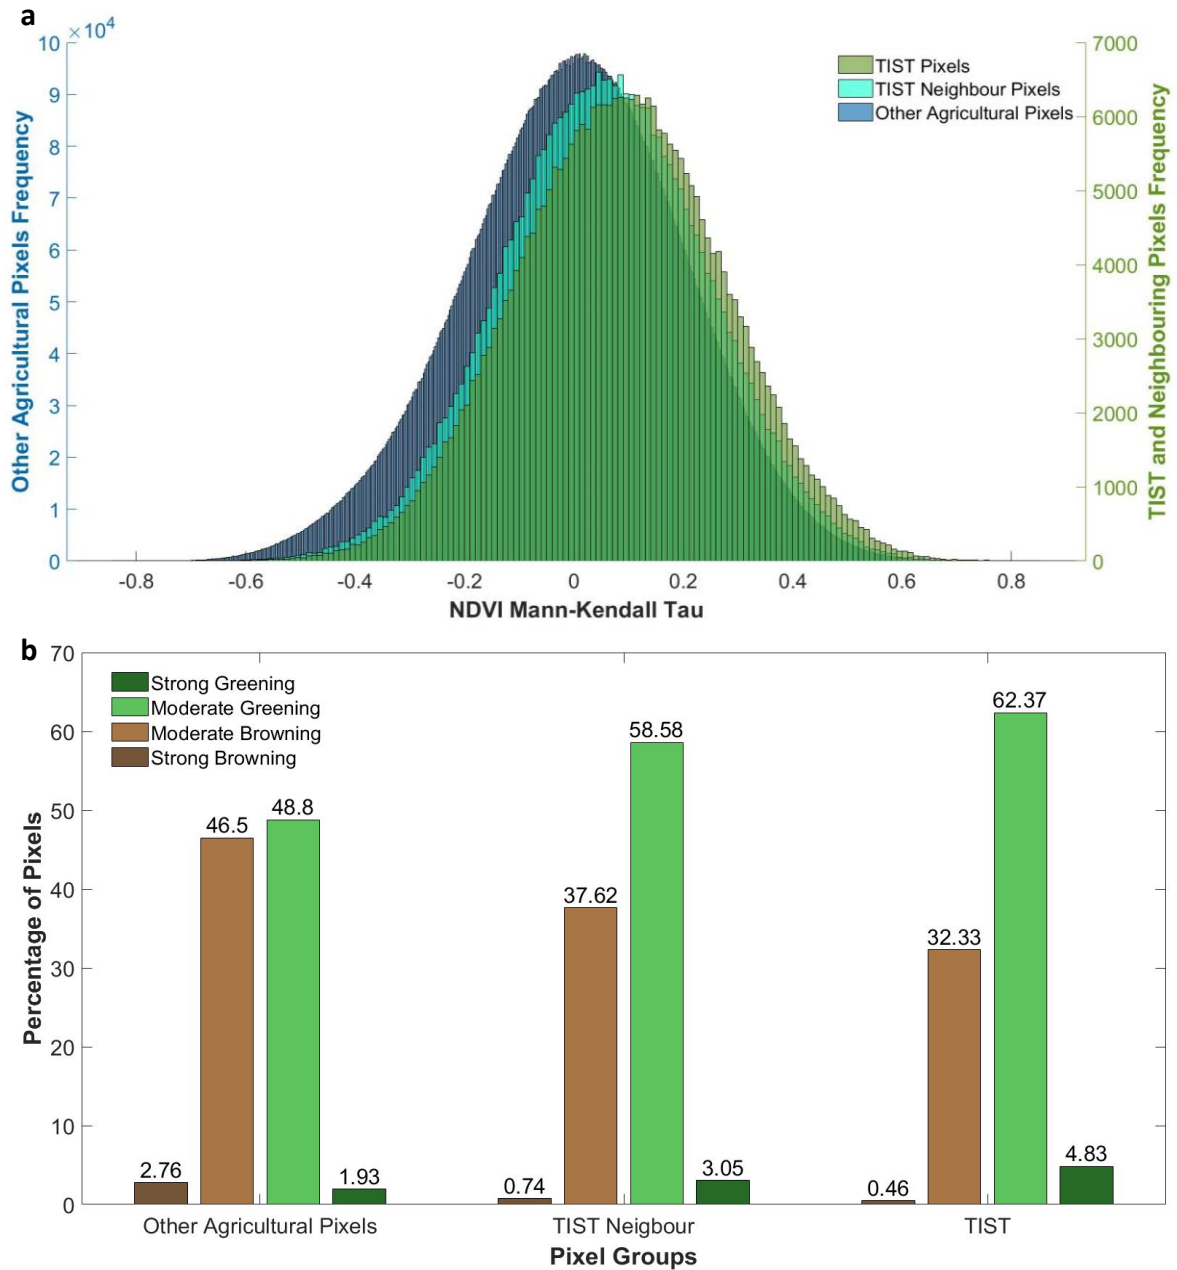 a
×10⁴
10
9
8
7
6
5
4
3
2
1
0
Other Agricultural Pixels Frequency
7000
6000
5000
4000
3000
2000
1000
0
TIST and Neighbouring Pixels Frequency
TIST Pixels
TIST Neighbour Pixels
Other Agricultural Pixels
-0.8 -0.6 -0.4 -0.2 0 0.2 0.4 0.6 0.8
NDVI Mann-Kendall Tau
b
70
60
50
40
30
20
10
0
Percentage of Pixels
Strong Greening
Moderate Greening
Moderate Browning
Strong Browning
2.76 46.5 48.8 1.93
0.74 37.62 58.58 3.05
0.46 32.33 62.37 4.83
Other Agricultural Pixels TIST Neigbour TIST
Pixel Groups